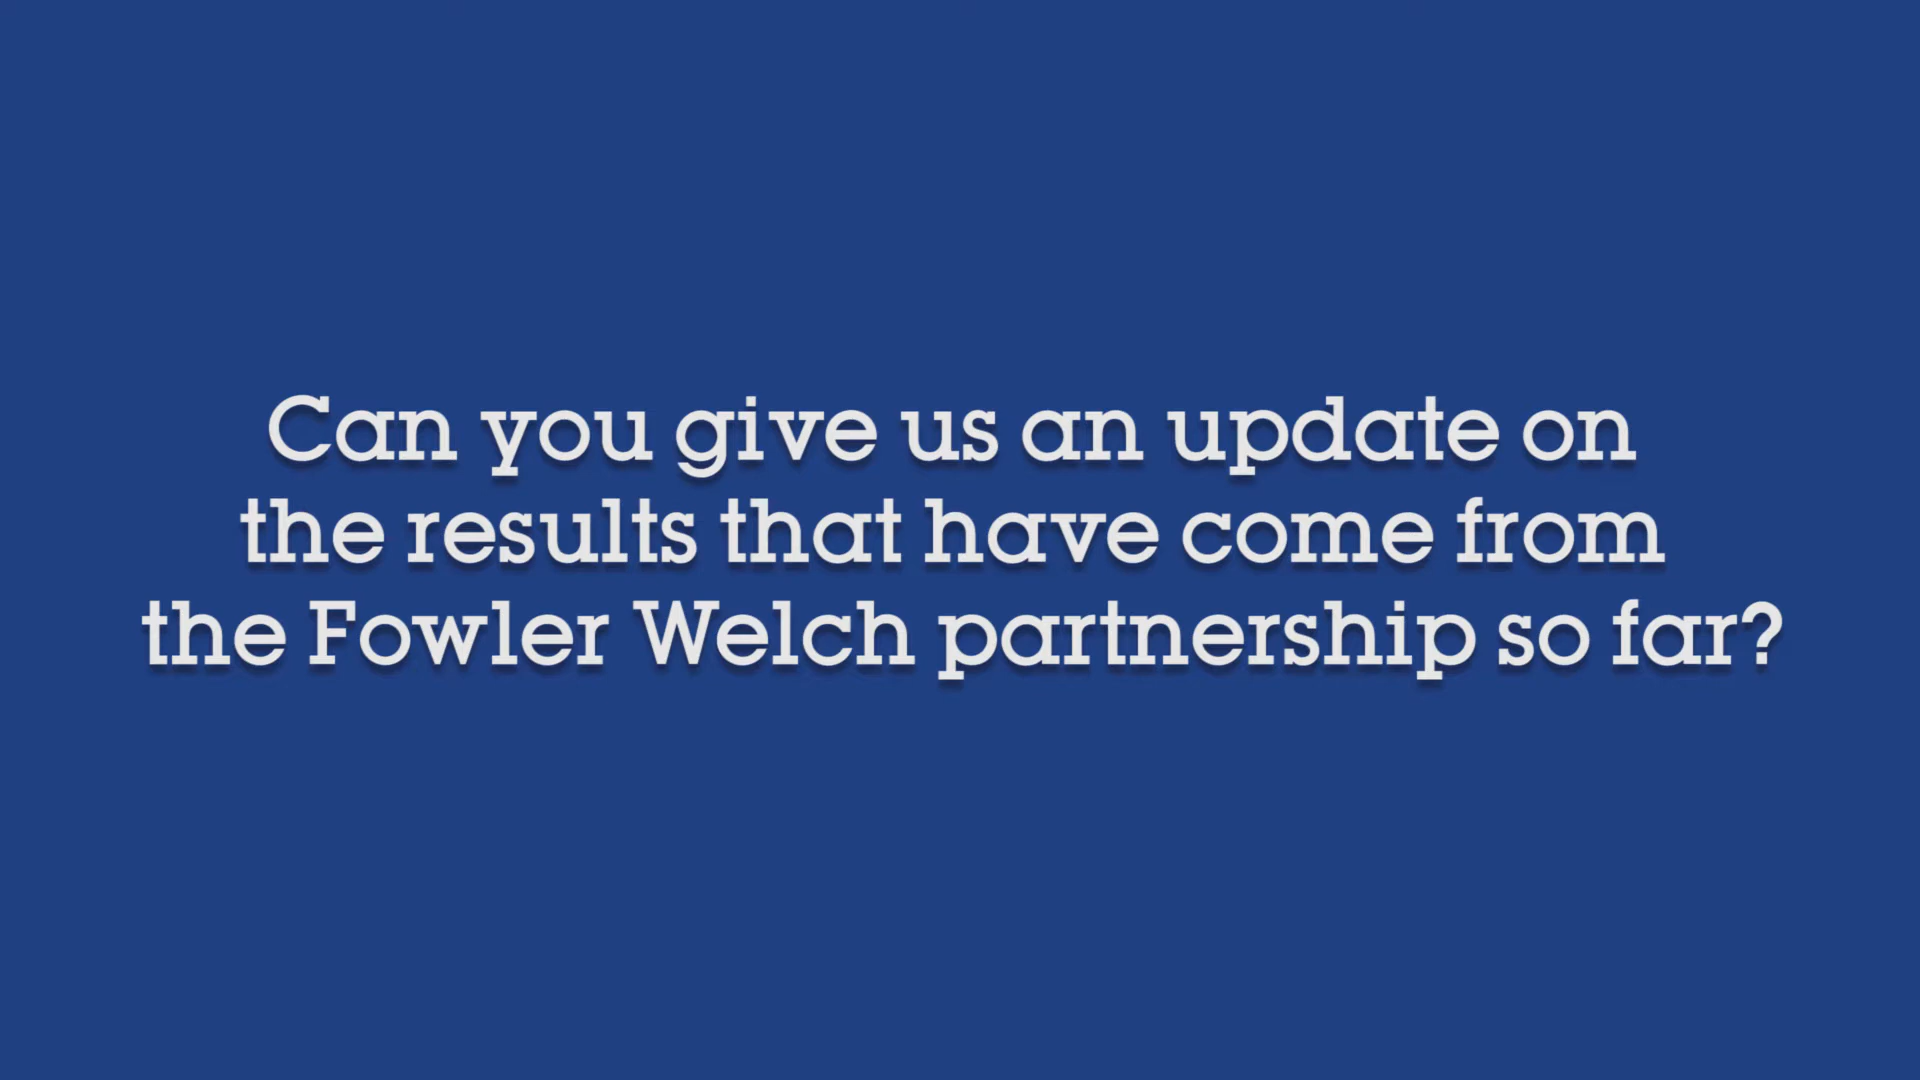 Can you give us an update on
the results that have come from
the Fowler Welch partnership so far?